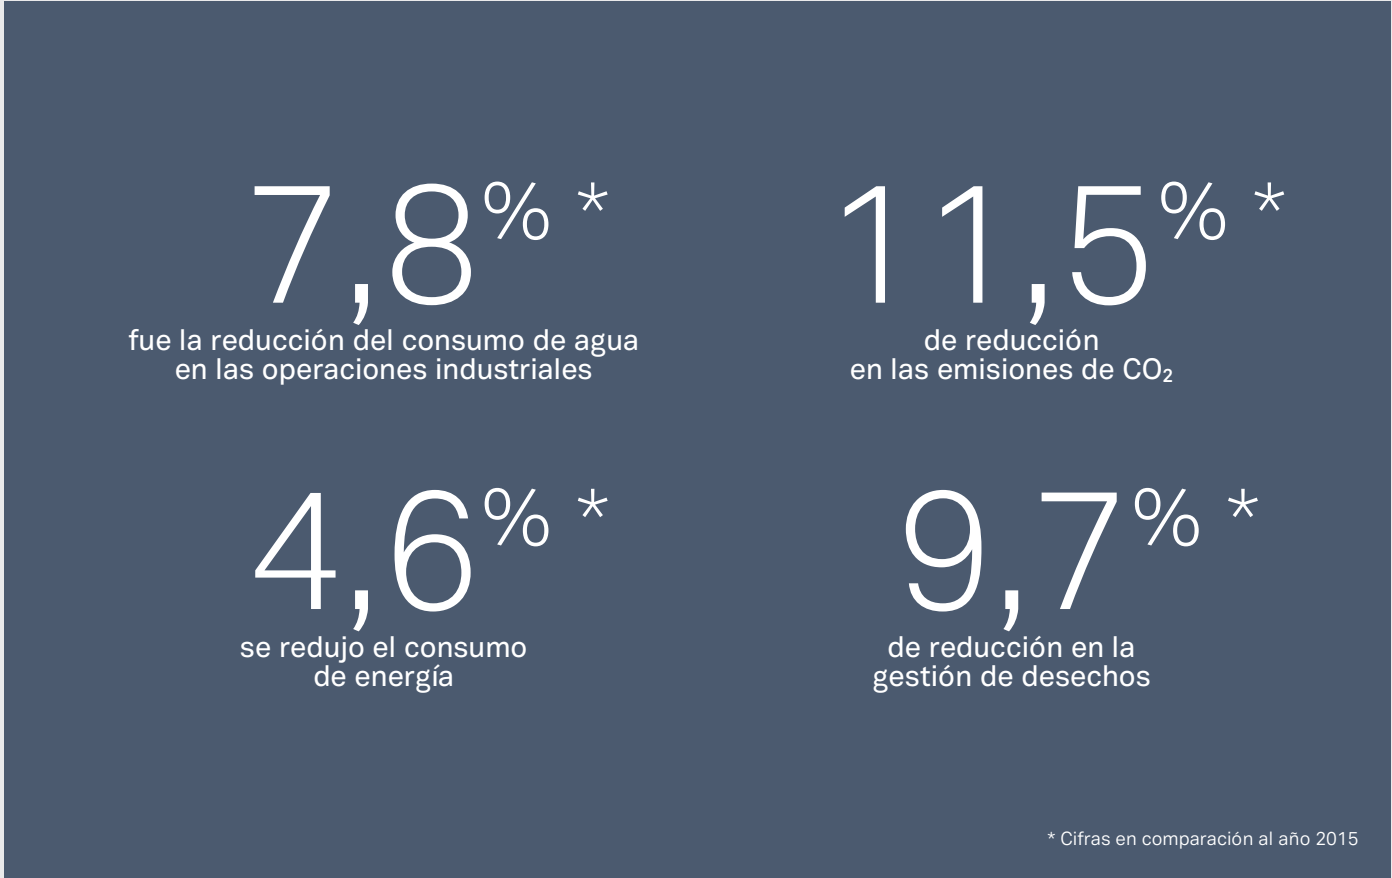 7,8% *
fue la reducción del consumo de agua
en las operaciones industriales
11,5% *
de reducción
en las emisiones de CO₂
4,6% *
se redujo el consumo
de energía
9,7% *
de reducción en la
gestión de desechos
* Cifras en comparación al año 2015